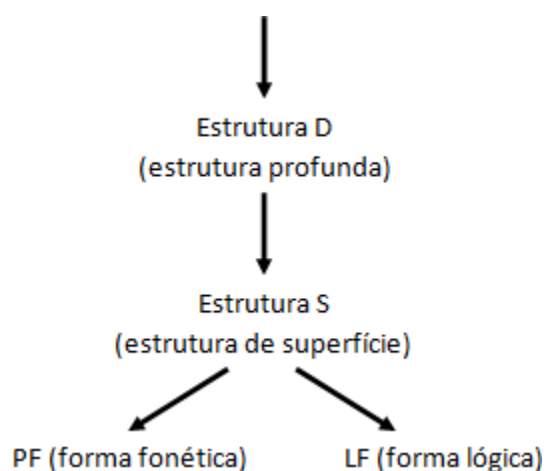 Estrutura D
(estrutura profunda)
Estrutura S
(estrutura de superfície)
PF (forma fonética)
LF (forma lógica)